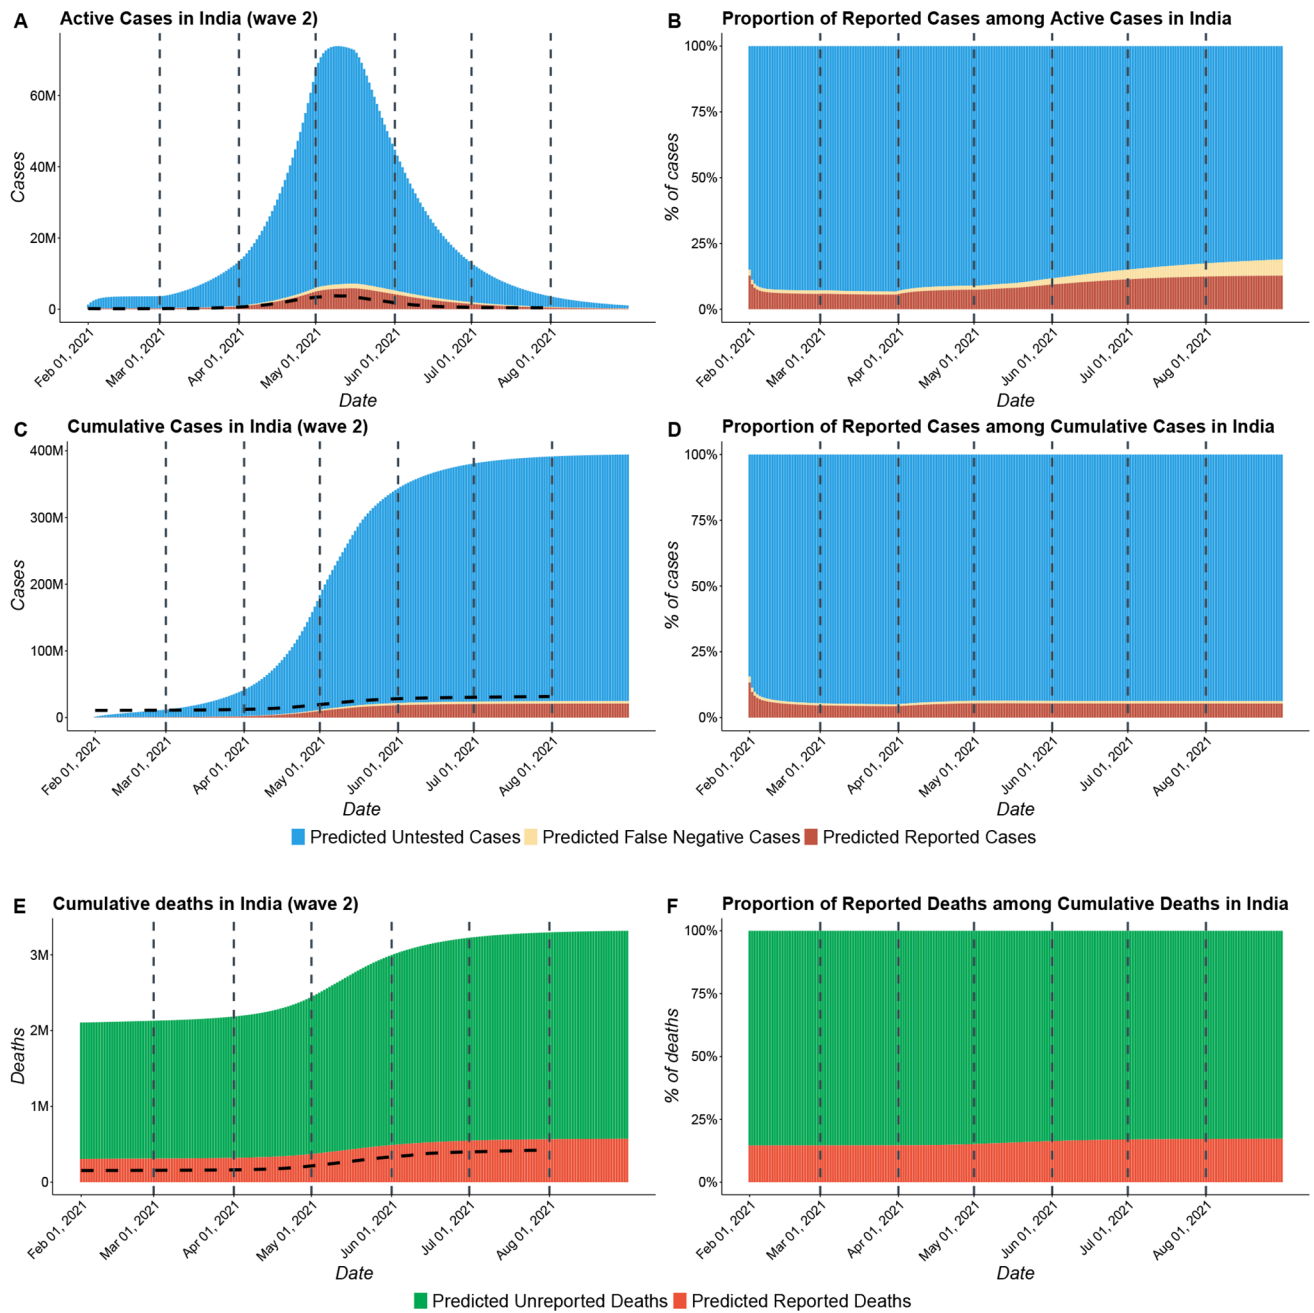 A
Active Cases in India (wave 2)
Cases
60M
40M
20M
0
Feb 01, 2021
Mar 01, 2021
Apr 01, 2021
May 01, 2021
Jun 01, 2021
Jul 01, 2021
Aug 01, 2021
Date
B
Proportion of Reported Cases among Active Cases in India
% of cases
100%
75%
50%
25%
0%
Feb 01, 2021
Mar 01, 2021
Apr 01, 2021
May 01, 2021
Jun 01, 2021
Jul 01, 2021
Aug 01, 2021
Date
C
Cumulative Cases in India (wave 2)
Cases
400M
300M
200M
100M
0
Feb 01, 2021
Mar 01, 2021
Apr 01, 2021
May 01, 2021
Jun 01, 2021
Jul 01, 2021
Aug 01, 2021
Date
D
Proportion of Reported Cases among Cumulative Cases in India
% of cases
100%
75%
50%
25%
0%
Feb 01, 2021
Mar 01, 2021
Apr 01, 2021
May 01, 2021
Jun 01, 2021
Jul 01, 2021
Aug 01, 2021
Date
Predicted Untested Cases Predicted False Negative Cases Predicted Reported Cases
E
Cumulative deaths in India (wave 2)
Deaths
3M
2M
1M
0
Feb 01, 2021
Mar 01, 2021
Apr 01, 2021
May 01, 2021
Jun 01, 2021
Jul 01, 2021
Aug 01, 2021
Date
F
Proportion of Reported Deaths among Cumulative Deaths in India
% of deaths
100%
75%
50%
25%
0%
Feb 01, 2021
Mar 01, 2021
Apr 01, 2021
May 01, 2021
Jun 01, 2021
Jul 01, 2021
Aug 01, 2021
Date
Predicted Unreported Deaths Predicted Reported Deaths